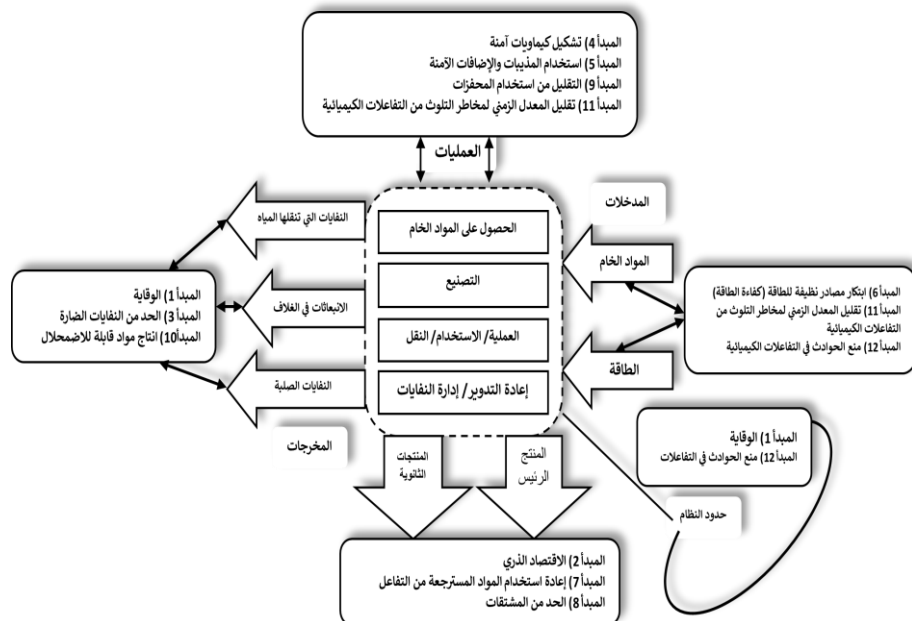 المبدأ 4) تشكيل كيماويات آمنة
المبدأ 5) استخدام المذيبات والإضافات الآمنة
المبدأ 9) التقليل من استخدام المحفزات
المبدأ 11) تقليل المعدل الزمني لمخاطر التلوث من التفاعلات الكيميائية
العمليات
المدخلات
المواد الخام
الطاقة
المبدأ 6) ابتكار مصادر نظيفة للطاقة (كفاءة الطاقة)
المبدأ 11) تقليل المعدل الزمني لمخاطر التلوث من
التفاعلات الكيميائية
المبدأ 12) منع الحوادث في التفاعلات الكيميائية
الحصول على المواد الخام
التصنيع
العملية/ الاستخدام/ النقل
إعادة التدوير/ إدارة النفايات
النفايات التي تنقلها المياه
الانبعاثات في الغلاف
النفايات الصلبة
المخرجات
المبدأ 1) الوقاية
المبدأ 3) الحد من النفايات الضارة
المبدأ 10) انتاج مواد قابلة للاضمحلال
المبدأ 1) الوقاية
المبدأ 12) منع الحوادث في التفاعلات
حدود النظام
المنتج
الرئيس
المنتجات
الثانوية
المبدأ 2) الاقتصاد الذري
المبدأ 7) إعادة استخدام المواد المسترجعة من التفاعل
المبدأ 8) الحد من المشتقات